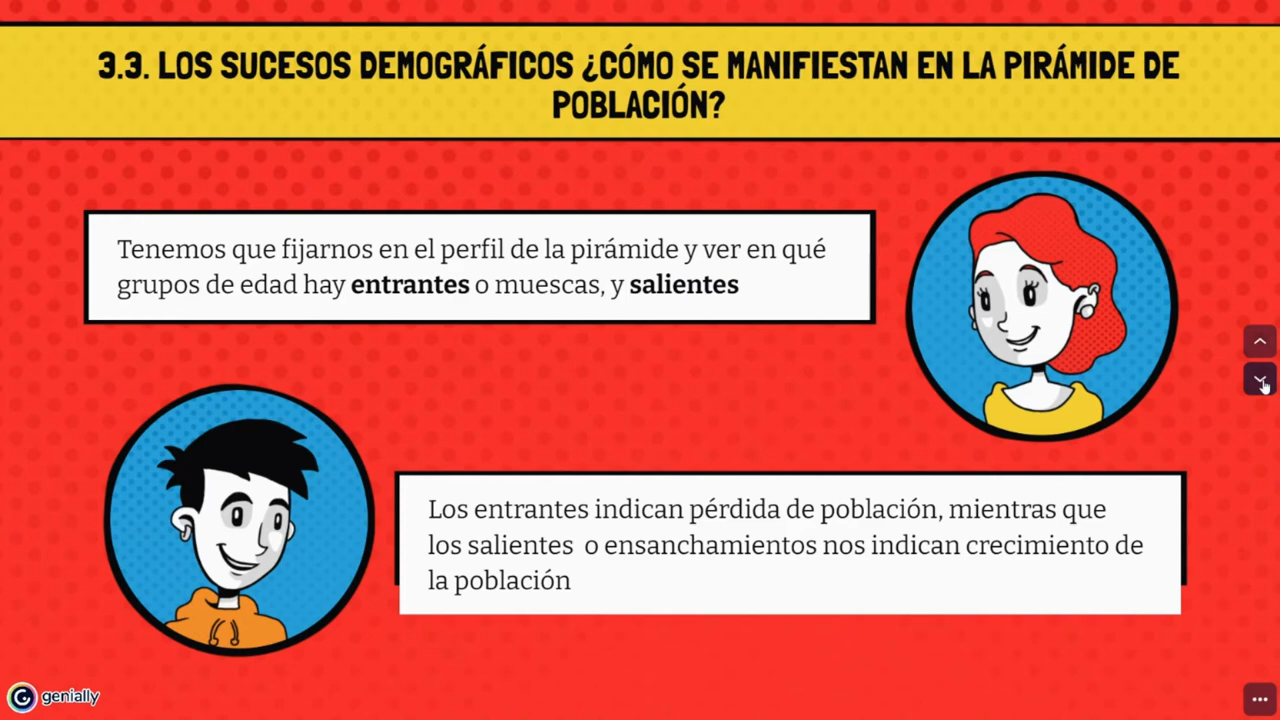 3.3. LOS SUCESOS DEMOGRÁFICOS ¿CÓMO SE MANIFIESTAN EN LA PIRÁMIDE DE
POBLACIÓN?
Tenemos que fijarnos en el perfil de la pirámide y ver en qué
grupos de edad hay entrantes o muescas, y salientes
Los entrantes indican pérdida de población, mientras que
los salientes o ensanchamientos nos indican crecimiento de
la población
genially